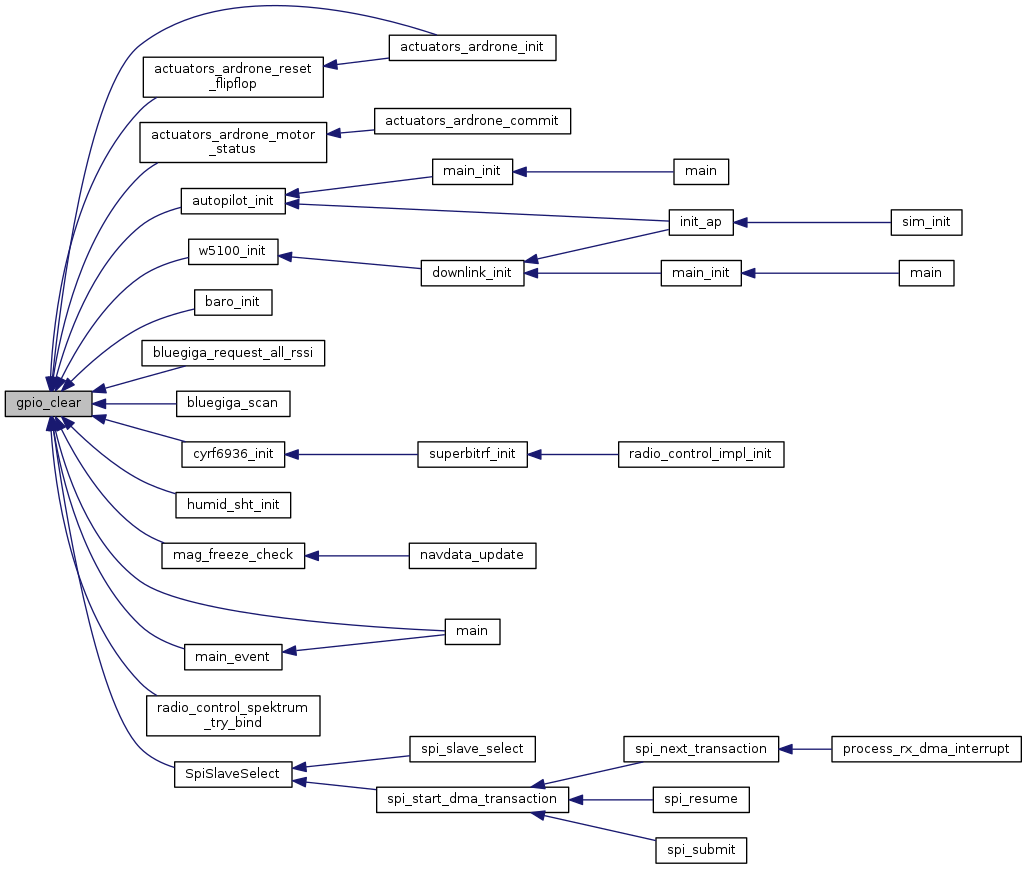 actuators_ardrone_init
actuators_ardrone_reset
_flipflop
actuators_ardrone_commit
actuators_ardrone_motor
_status
main_init
main
autopilot_init
init_ap
sim_init
w5100_init
downlink_init
main_init
main
baro_init
bluegiga_request_all_rssi
gpio_clear
bluegiga_scan
cyrf6936_init
superbitrf_init
radio_control_impl_init
humid_sht_init
mag_freeze_check
navdata_update
main
main_event
radio_control_spektrum
_try_bind
spi_slave_select
spi_next_transaction
process_rx_dma_interrupt
SpiSlaveSelect
spi_start_dma_transaction
spi_resume
spi_submit